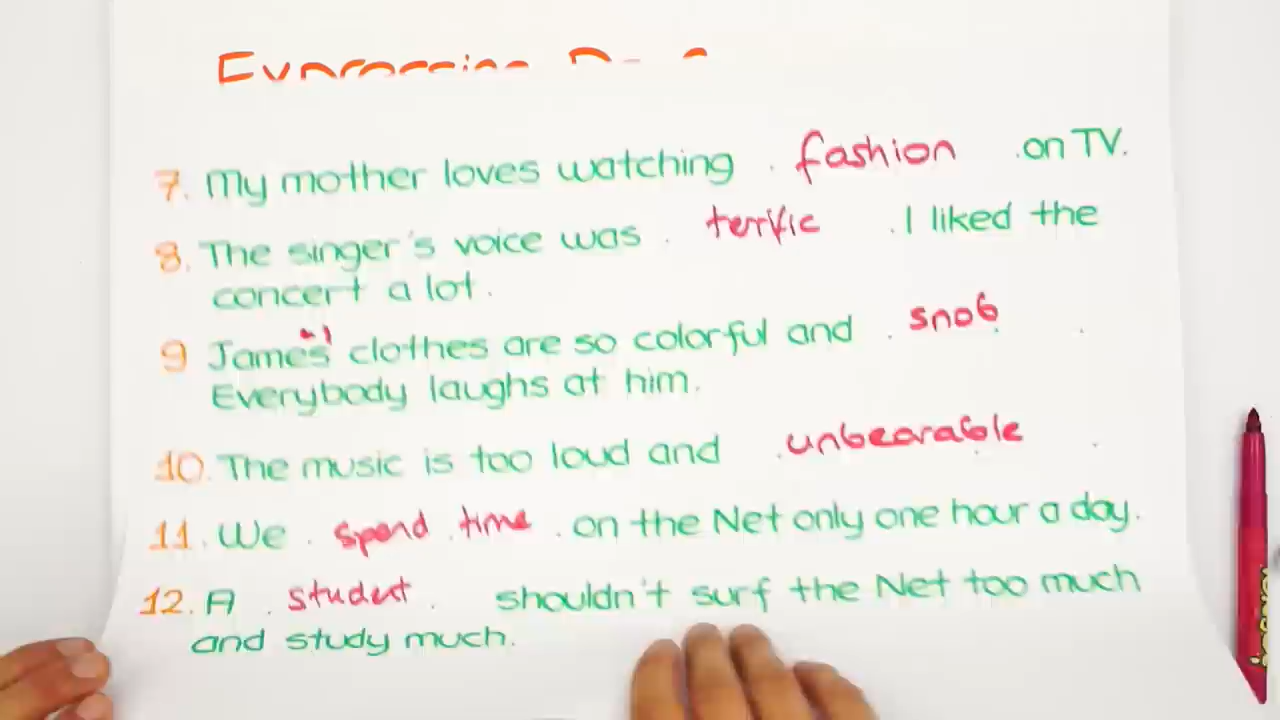 7. My mother loves watching . fashion .on TV.
8. The singer's voice was . terrific . I liked the
concert a lot.
9 James' clothes are so colorful and . snob .
Everybody laughs at him.
10. The music is too loud and . unbearable .
11. We . spend time . on the Net only one hour a day.
12. A . student . shouldn't surf the Net too much
and study much.